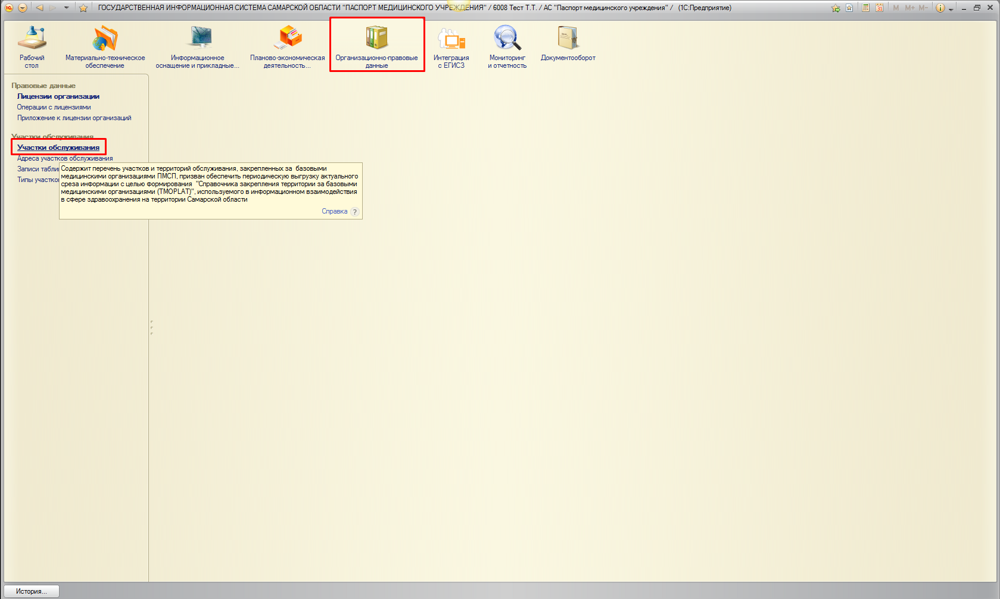 ГОСУДАРСТВЕННАЯ ИНФОРМАЦИОННАЯ СИСТЕМА САМАРСКОЙ ОБЛАСТИ "ПАСПОРТ МЕДИЦИНСКОГО УЧРЕЖДЕНИЯ" / 6008 Тест Т.Т. / АС "Паспорт медицинского учреждения" / (1С:Предприятие)
31 M M+ M-
Рабочий
стол
Материально-техническое
обеспечение
Информационное
оснащение и прикладные...
Планово-экономическая
деятельность...
Организационно-правовые
данные
Интеграция
с ЕГИСЗ
Мониторинг
и отчетность
Документооборот
Правовые данные
Лицензии организации
Операции с лицензиями
Приложение к лицензии организаций
Участки обслуживания
Участки обслуживания
Адреса участков обслуживания
Записи табли
Типы участко
Содержит перечень участков и территорий обслуживания, закрепленных за базовыми
медицинскими организациями ПМСП, призван обеспечить периодическую выгрузку актуального
среза информации с целью формирования "Справочника закрепления территории за базовыми
медицинскими организациями (TMOPLAT)", используемого в информационном взаимодействия
в сфере здравоохранения на территории Самарской области
Справка ?
История...